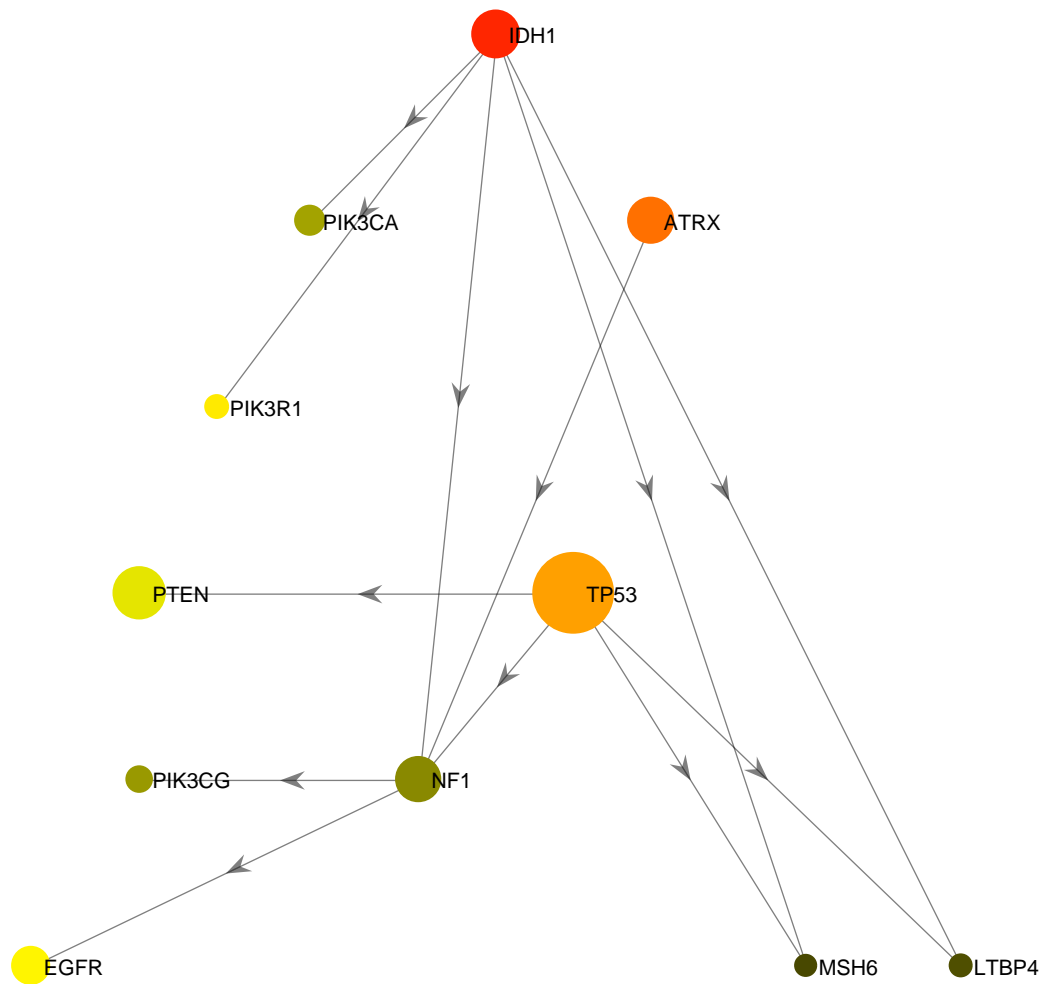 IDH1
PIK3CA
ATRX
PIK3R1
PTEN
TP53
PIK3CG
NF1
EGFR
MSH6
LTBP4